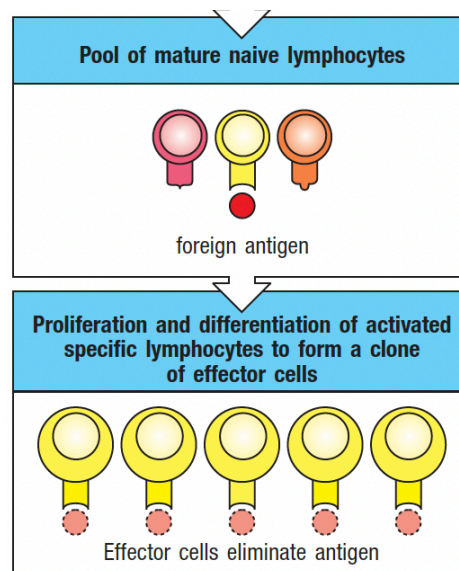 Pool of mature naive lymphocytes
foreign antigen
Proliferation and differentiation of activated
specific lymphocytes to form a clone
of effector cells
Effector cells eliminate antigen